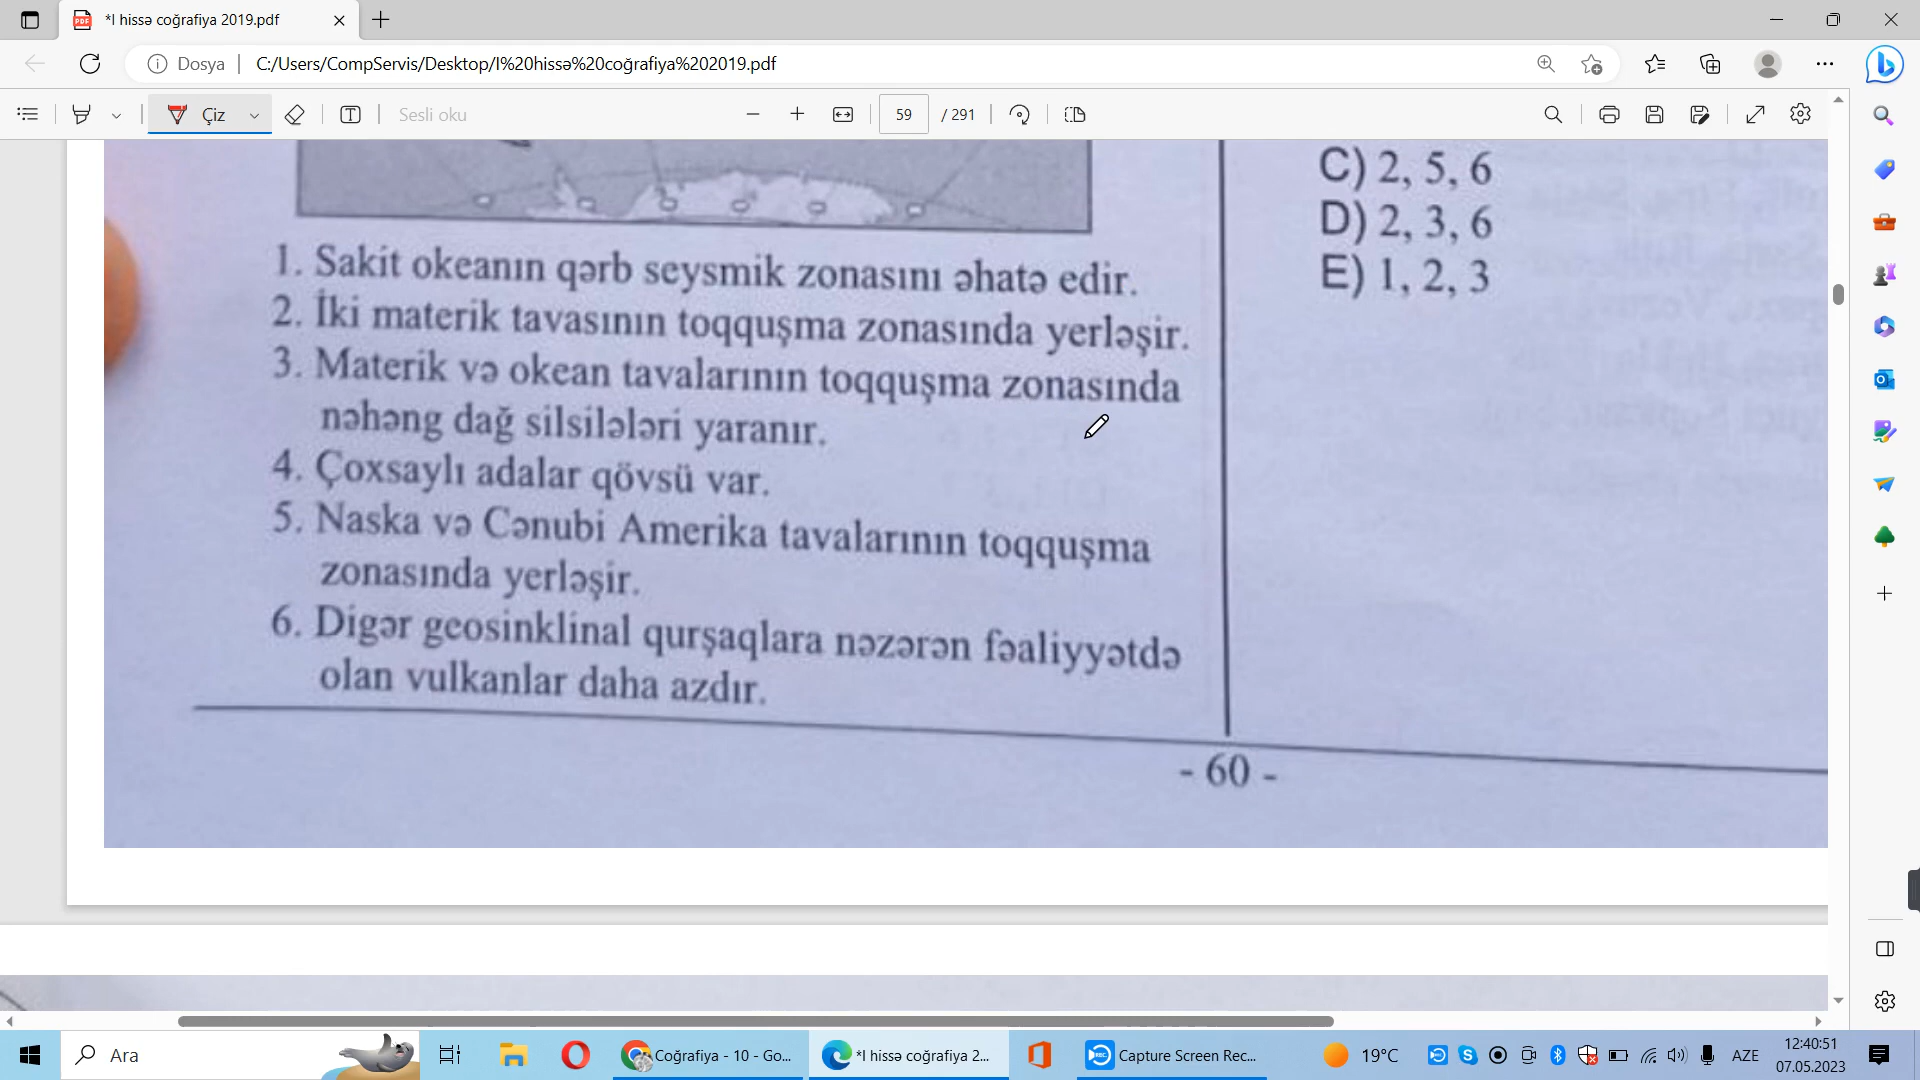 *I hissə coğrafiya 2019.pdf
Dosya
C:/Users/CompServis/Desktop/I%20hissə%20coğrafiya%202019.pdf
Çiz
Sesli oku
59 / 291
C) 2, 5, 6
D) 2, 3, 6
E) 1, 2, 3
1. Sakit okeanın qərb seysmik zonasını əhatə edir.
2. İki materik tavasının toqquşma zonasında yerləşir.
3. Materik və okean tavalarının toqquşma zonasında
nəhəng dağ silsilələri yaranır.
4. Çoxsaylı adalar qövsü var.
5. Naska və Cənubi Amerika tavalarının toqquşma
zonasında yerləşir.
6. Digər geosinklinal qurşaqlara nəzərən fəaliyyətdə
olan vulkanlar daha azdır.
- 60 -
Ara
Coğrafiya - 10 - Go...
*I hissə coğrafiya 2...
Capture Screen Rec...
19°C
AZE
12:40:51
07.05.2023